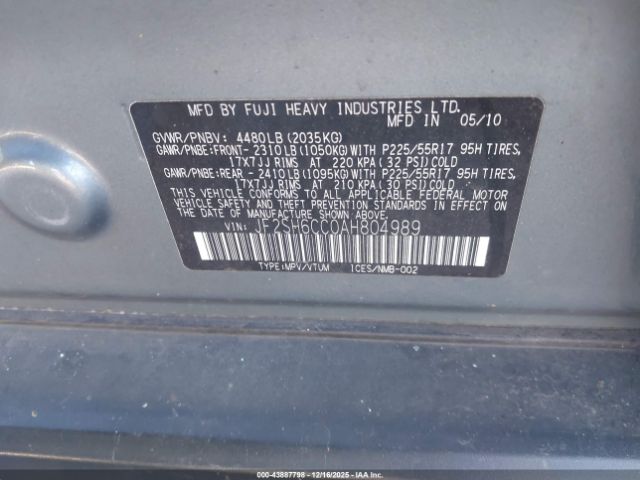 MFD BY FUJI HEAVY INDUSTRIES LTD.
MFD IN 05/10
GVWR/PNBV: 4480LB (2035KG)
GAWR/PNBE:FRONT- 2310LB (1050KG) WITH P225/55R17 95H TIRES,
17X7JJ RIMS AT 220 KPA (32 PSI) COLD
GAWR/PNBE:REAR - 2410LB (1095KG) WITH P225/55R17 95H TIRES,
17X7JJ RIMS AT 210 KPA (30 PSI) COLD
THIS VEHICLE CONFORMS TO ALL APPLICABLE FEDERAL MOTOR
VEHICLE SAFETY AND THEFT PREVENTION STANDARDS IN EFFECT
ON THE DATE OF MANUFACTURE SHOWN ABOVE.
VIN: JF2SH6CC0AH804989
TYPE:MPV/VTUM ICES/NMB-002
© 43887798 - 12/16/2025 - IAA Holdings, LLC